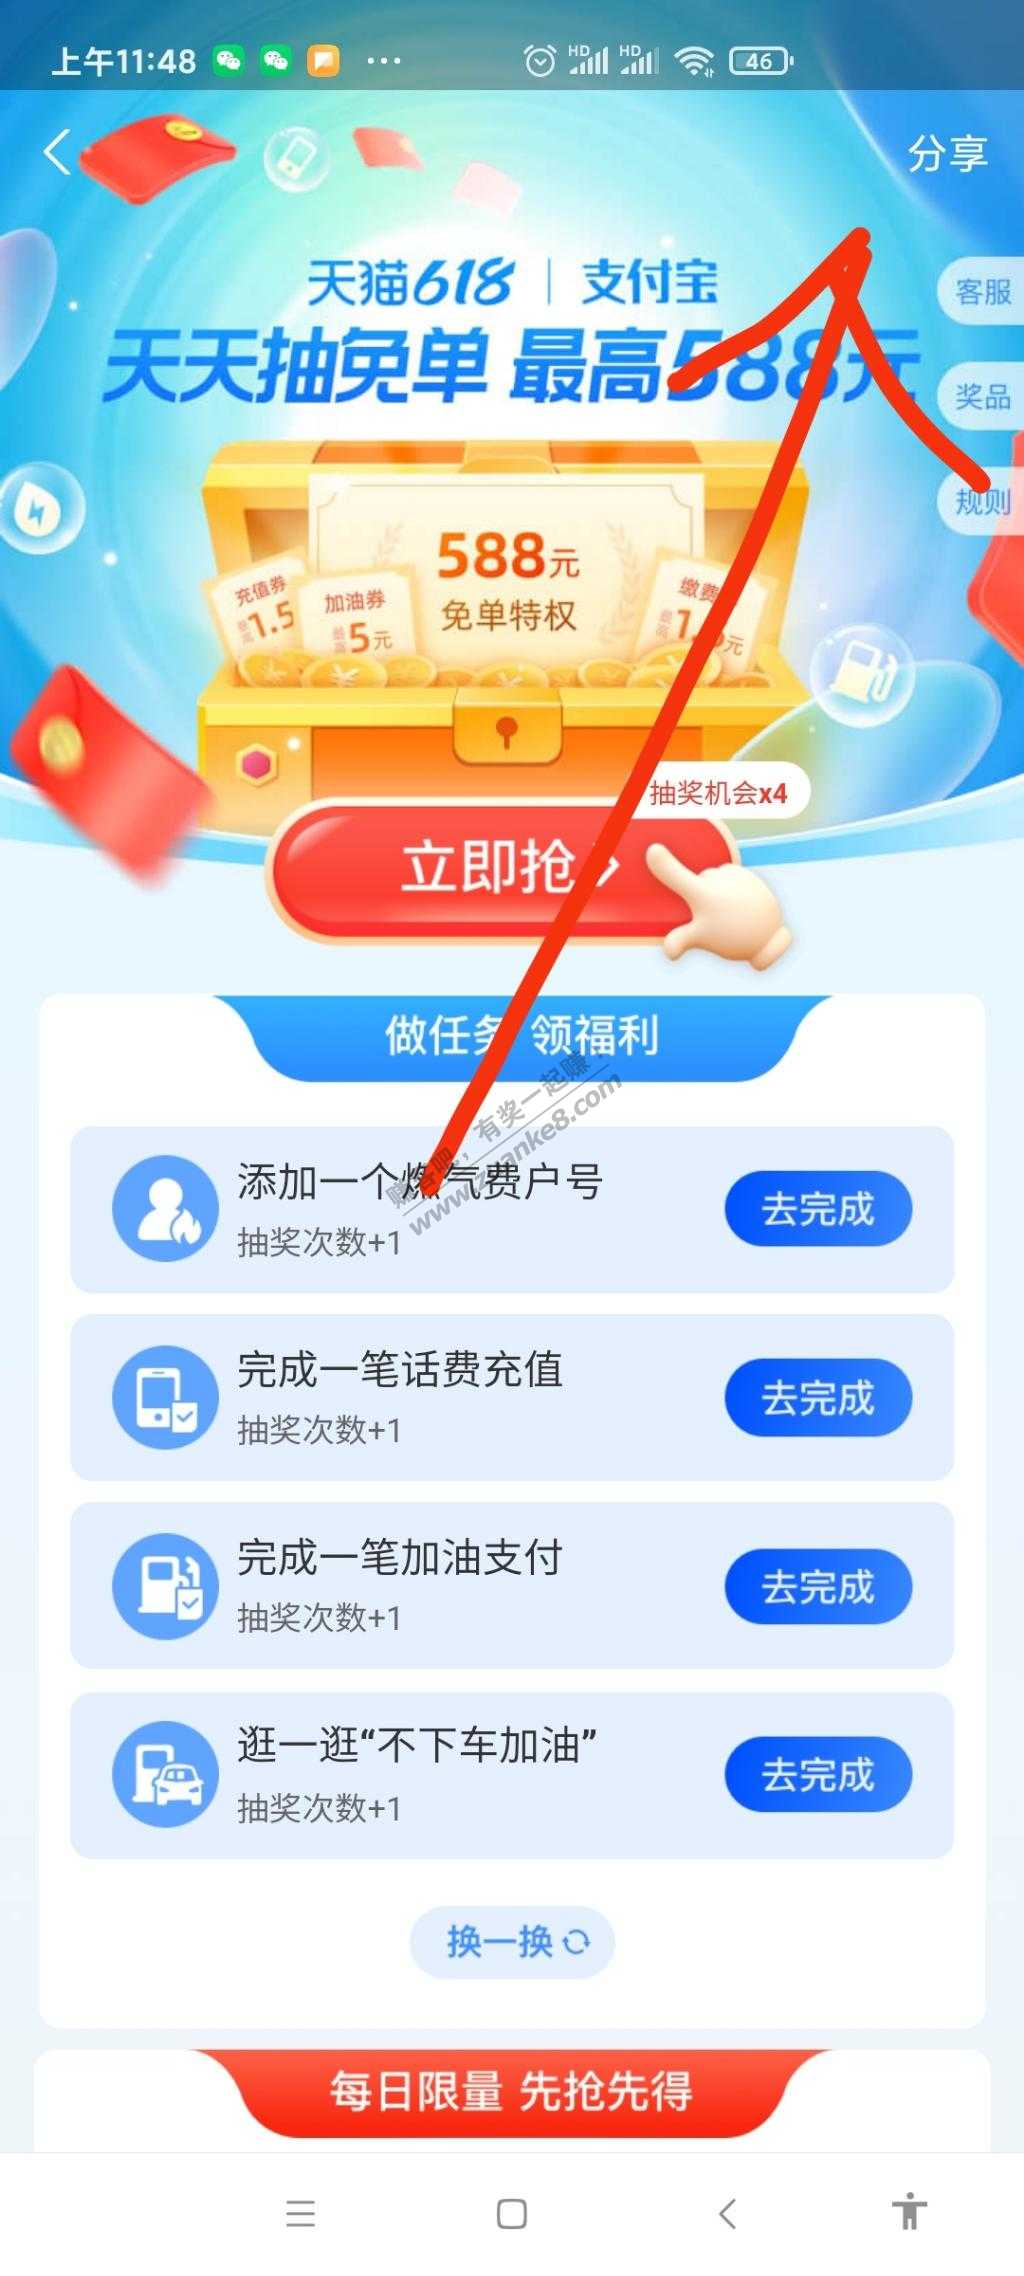 上午11:48
HD
HD
46
分享
天猫618 | 支付宝
客服
天天抽免单 最高588元
奖品
规则
588元
免单特权
充值券
最高1.5
加油券
最高5元
缴费
最高
元
抽奖机会x4
立即抢
做任务 领福利
赚客吧，有奖一起赚！
www.zuanke8.com
添加一个燃气费户号
抽奖次数+1
去完成
完成一笔话费充值
抽奖次数+1
去完成
完成一笔加油支付
抽奖次数+1
去完成
逛一逛“不下车加油”
抽奖次数+1
去完成
换一换
每日限量 先抢先得